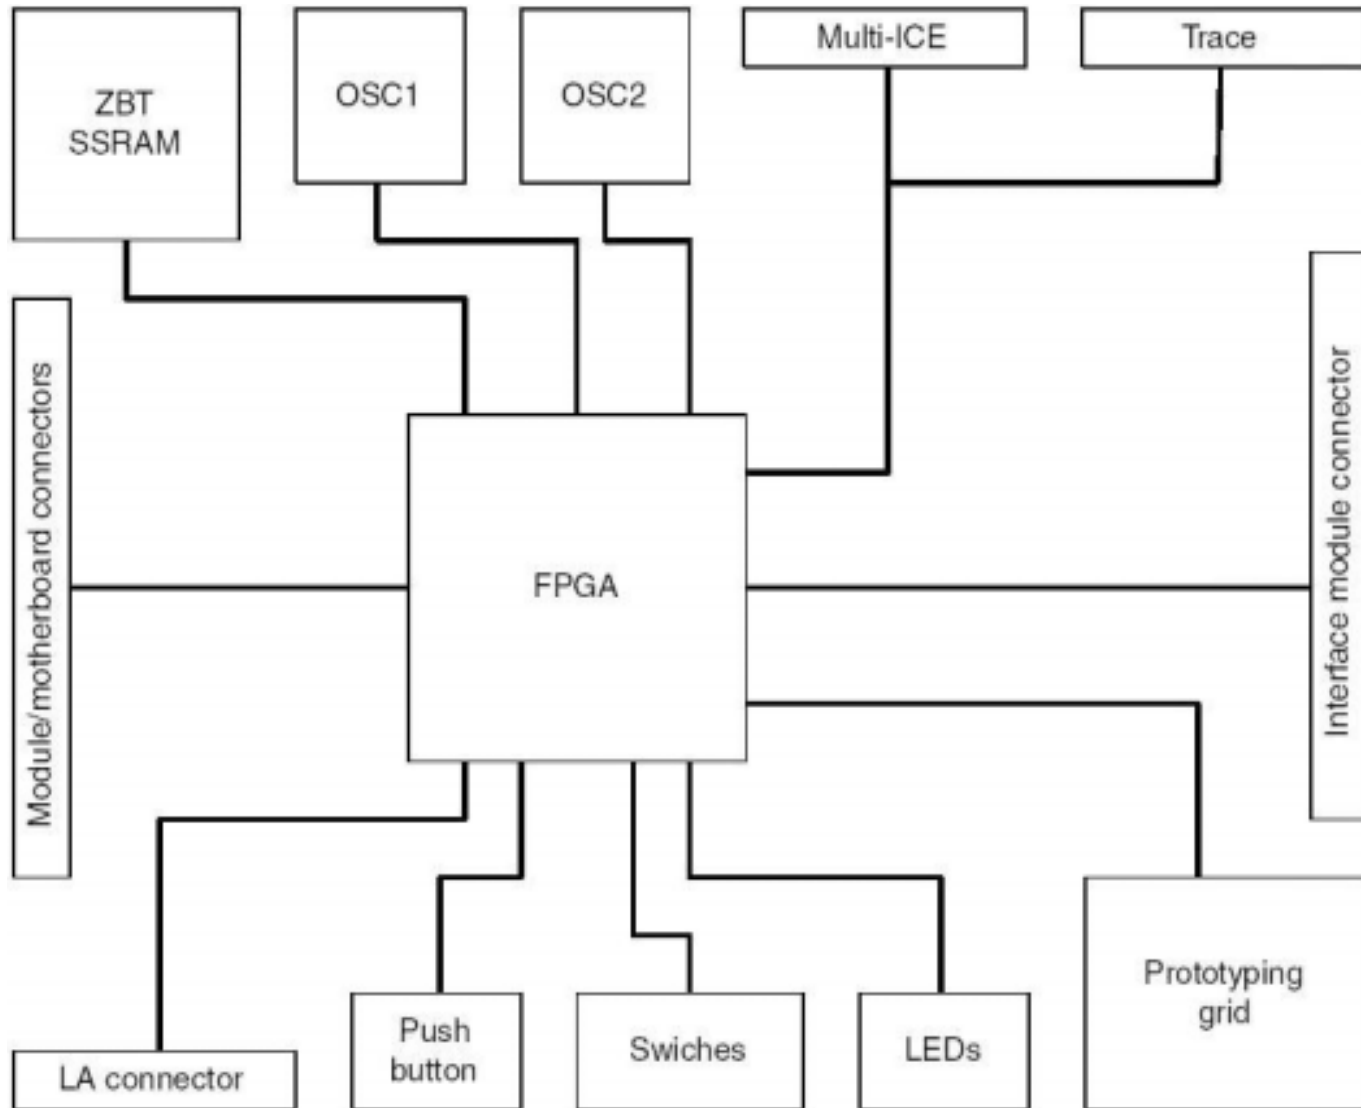 ZBT
SSRAM
OSC1
OSC2
Multi-ICE
Trace
Module/motherboard connectors
FPGA
Interface module connector
LA connector
Push
button
Swiches
LEDs
Prototyping
grid